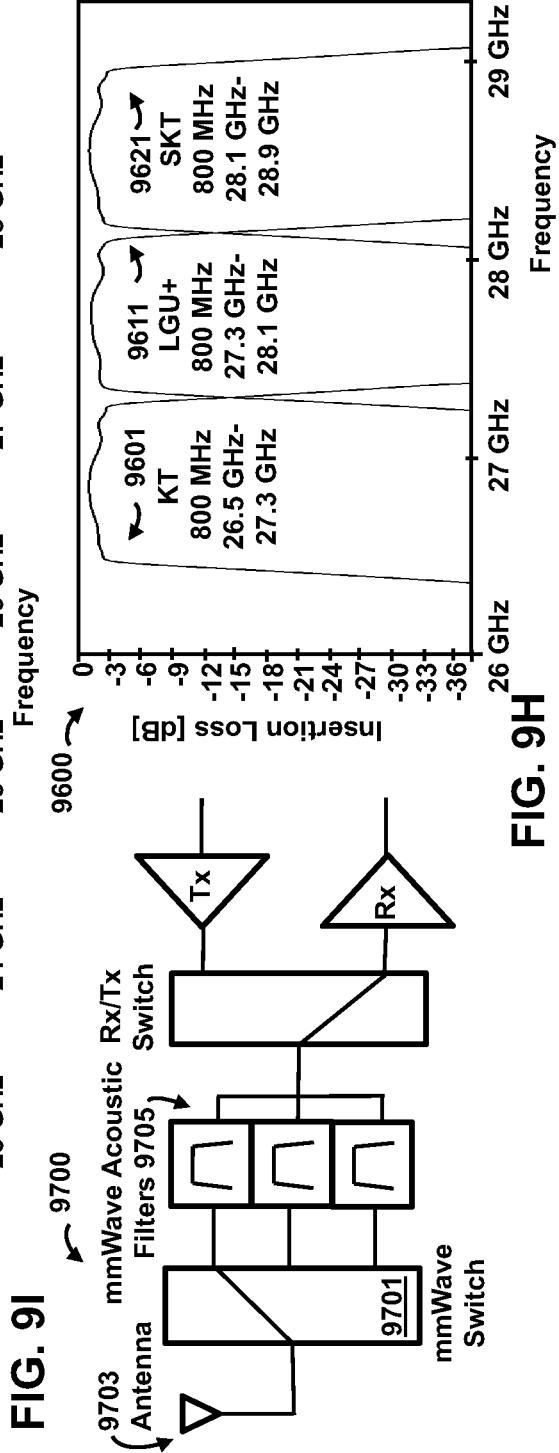 Frequency
FIG. 9I
9700
9703
Antenna
mmWave Acoustic
Filters 9705
Rx/Tx
Switch
Tx
Rx
9701
mmWave
Switch
9600
Insertion Loss [dB]
0
-3
-6
-9
-12
-15
-18
-21
-24
-27
-30
-33
-36
9601
KT
800 MHz
26.5 GHz-
27.3 GHz
9611
LGU+
800 MHz
27.3 GHz-
28.1 GHz
9621
SKT
800 MHz
28.1 GHz-
28.9 GHz
26 GHz
27 GHz
28 GHz
29 GHz
Frequency
FIG. 9H